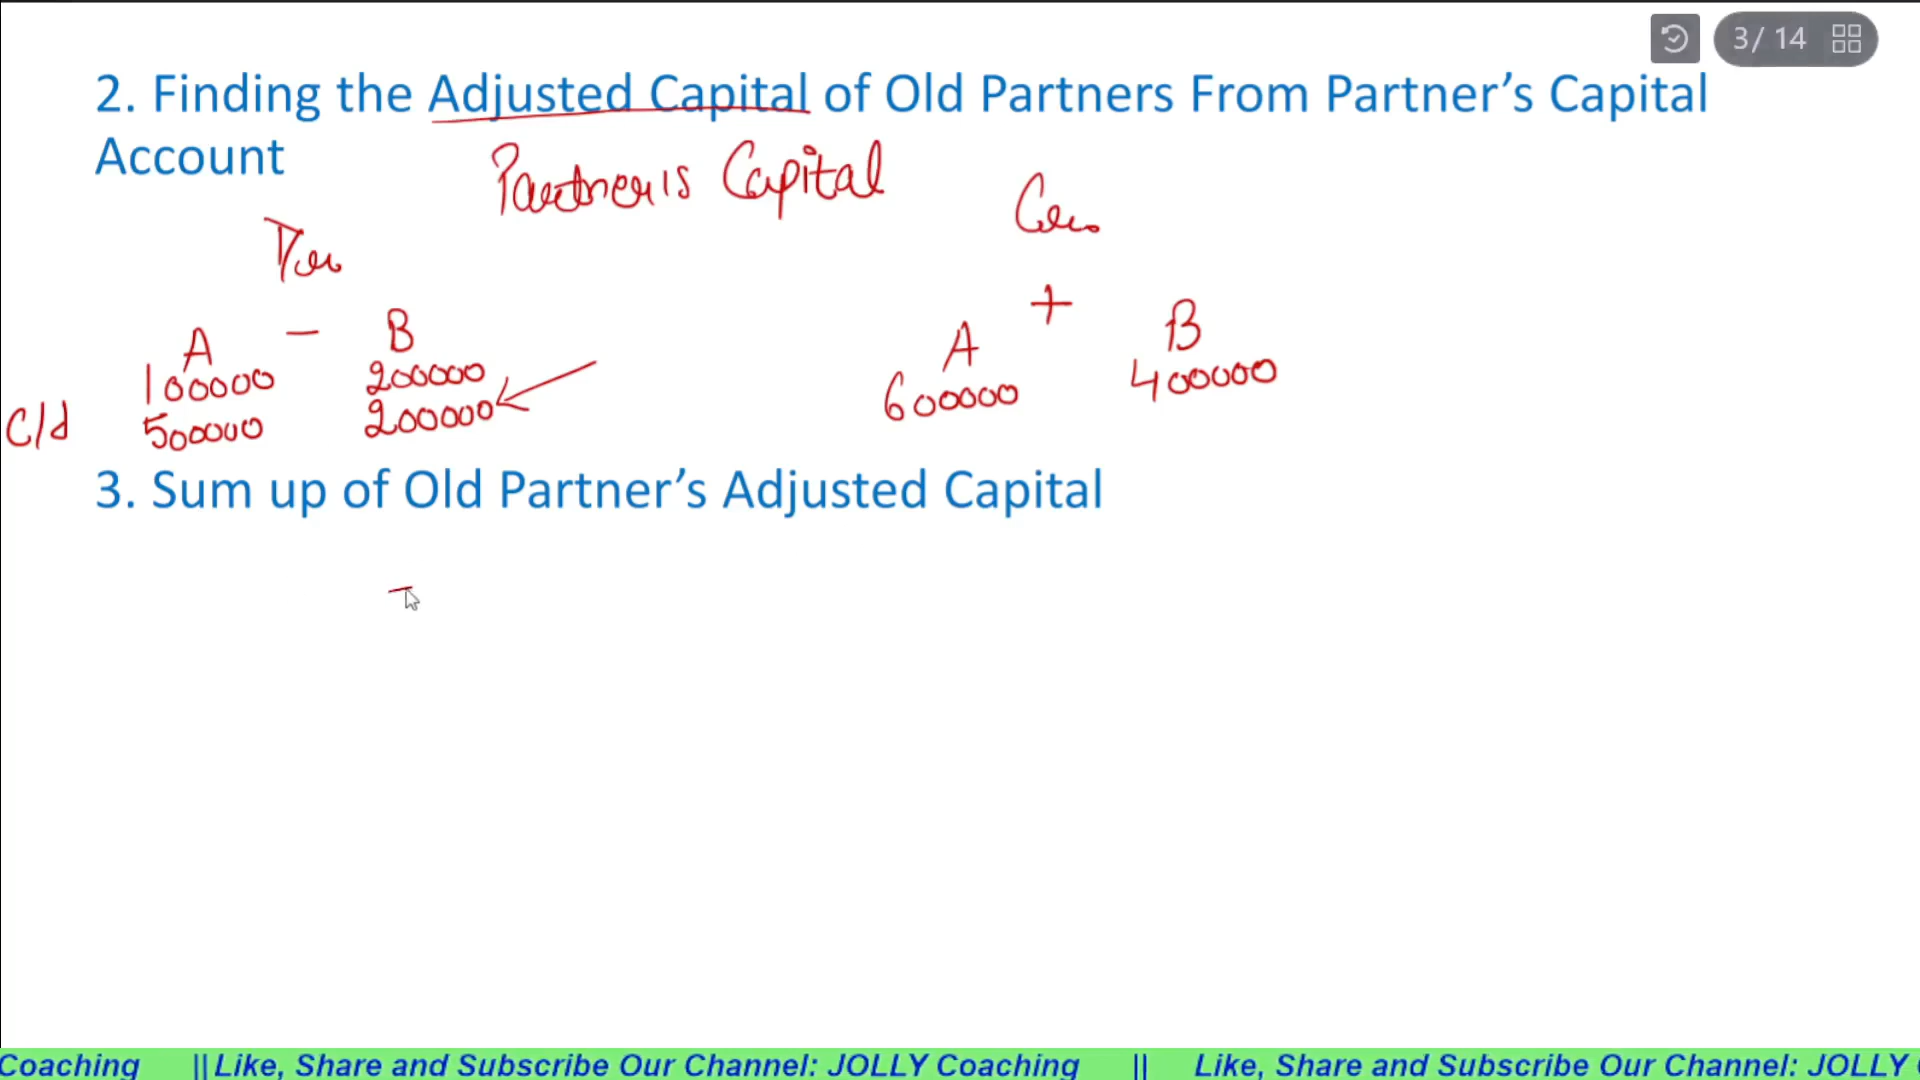 3/ 14
2. Finding the Adjusted Capital of Old Partners From Partner's Capital
Account
Partner's Capital
A - B
100000 200000
C/d 500000 200000
+
A B
600000 400000
3. Sum up of Old Partner's Adjusted Capital
Coaching || Like, Share and Subscribe Our Channel: JOLLY Coaching || Like, Share and Subscribe Our Channel: JOLLY